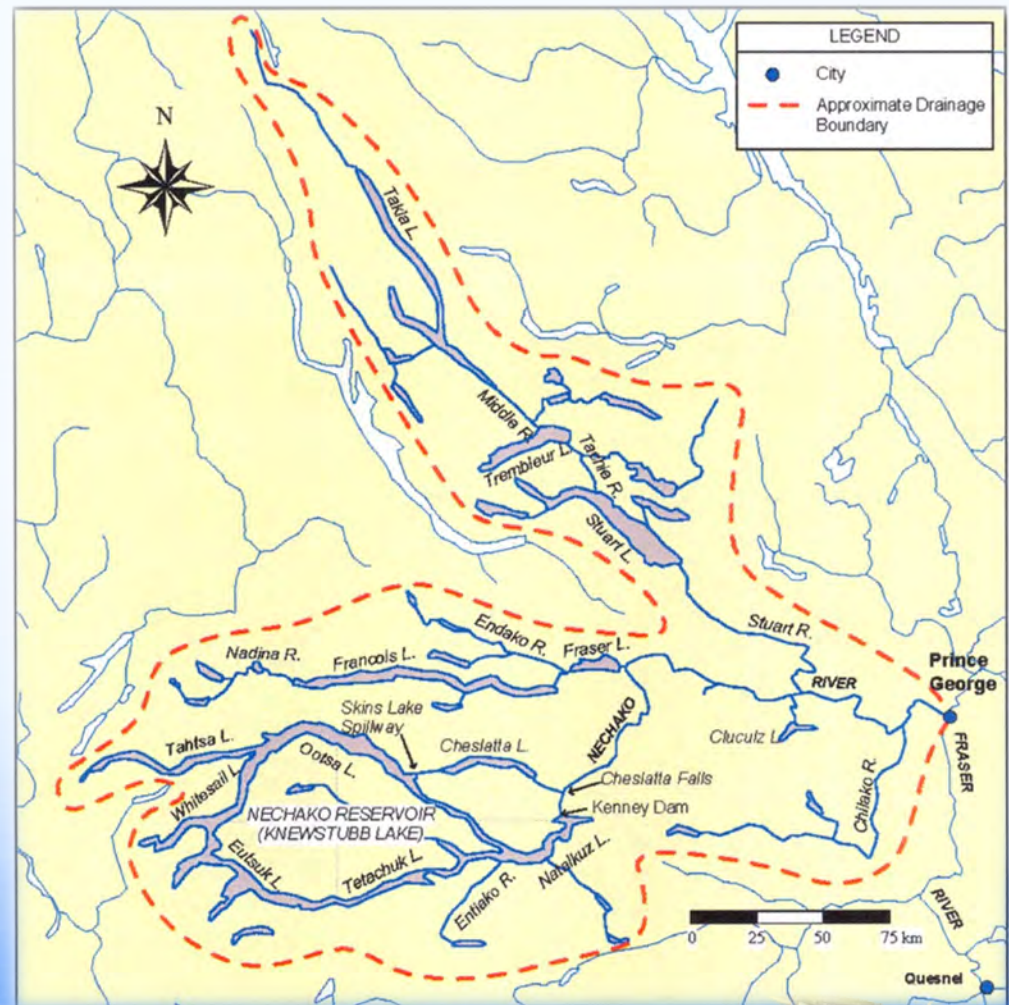 LEGEND
City
Approximate Drainage
Boundary
N
Takla L.
Middle R.
Trembleur L.
Tachie R.
Stuart L.
Stuart R.
Endako R.
Fraser L.
Nadina R.
Francois L.
Prince
George
RIVER
NECHAKO
Skins Lake
Spillway
Cheslatta L.
Cluculz L.
FRASER
Tahtsa L.
Ootsa L.
Cheslatta Falls
Whitesail L.
Kenney Dam
Chilako R.
NECHAKO RESERVOIR
(KNEWSTUBB LAKE)
Eutsuk L.
Tetachuk L.
Natalkuz L.
Entiako R.
RIVER
0 25 50 75 km
Quesnel